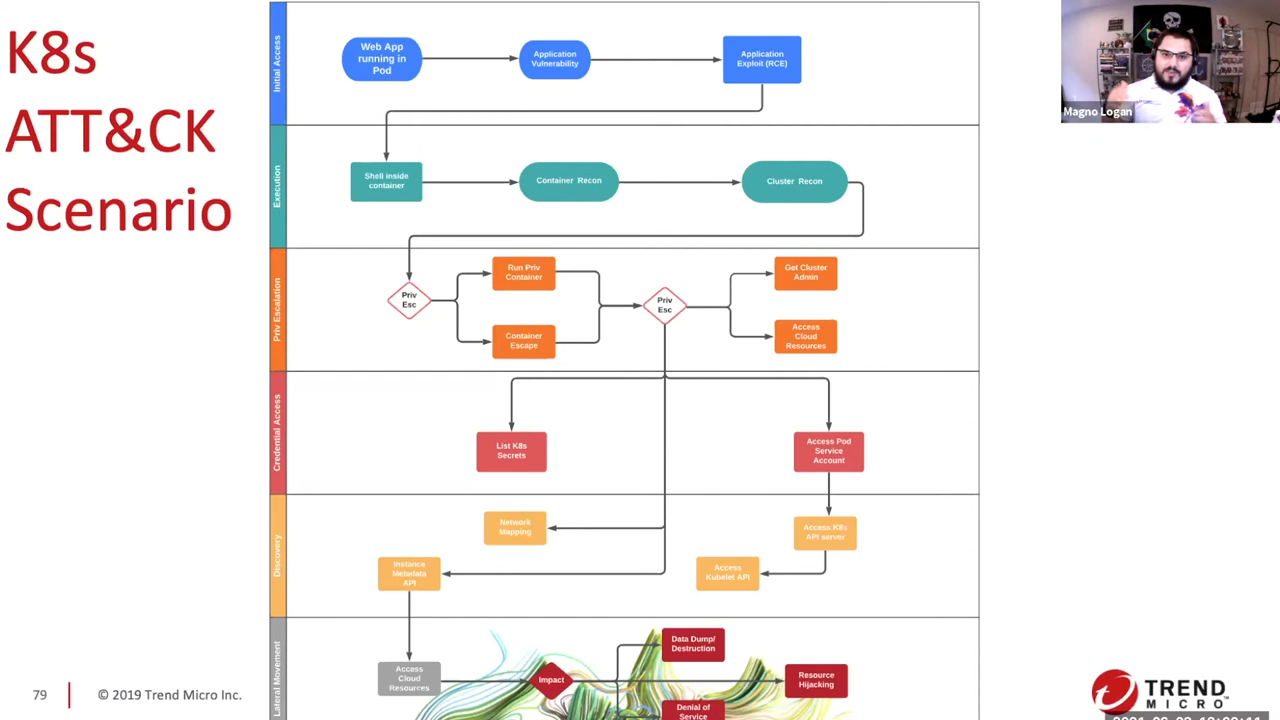 K8s
ATT&CK
Scenario
Initial Access
Web App
running in
Pod
Application
Vulnerability
Application
Exploit (RCE)
Magno Logan
Execution
Shell inside
container
Container Recon
Cluster Recon
Priv Escalation
Priv
Esc
Run Priv
Container
Container
Escape
Priv
Esc
Get Cluster
Admin
Access
Cloud
Resources
Credential Access
List K8s
Secrets
Access Pod
Service
Account
Discovery
Network
Mapping
Instance
Metadata
API
Access K8s
API server
Access
Kubelet API
Lateral Movement
Access
Cloud
Resources
Impact
Data Dump/
Destruction
Resource
Hijacking
Denial of
Service
79
© 2019 Trend Micro Inc.
TREND
MICRO™